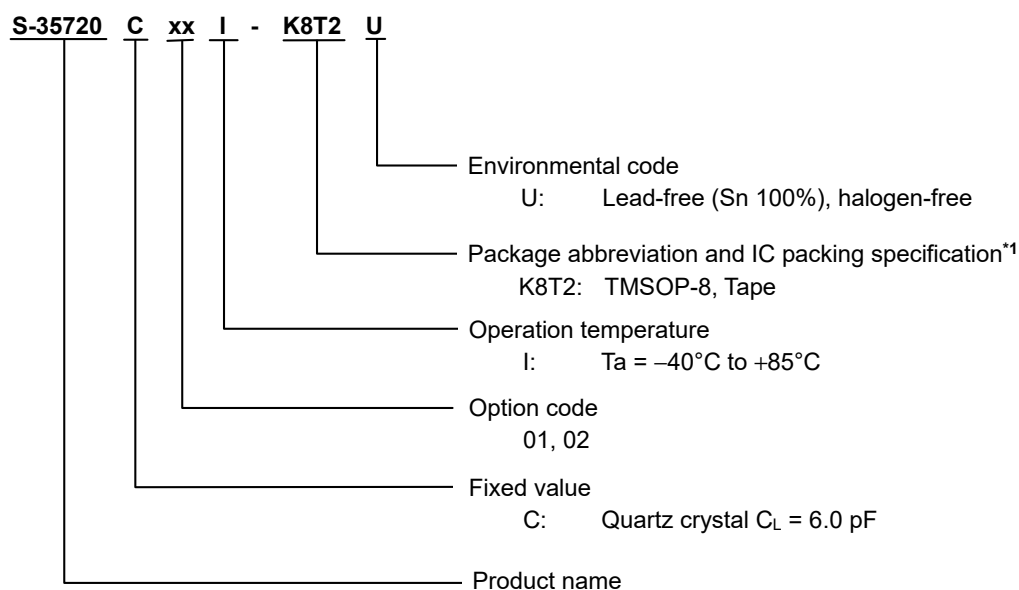 S-35720 C xx I - K8T2 U
Environmental code
U: Lead-free (Sn 100%), halogen-free
Package abbreviation and IC packing specification*1
K8T2: TMSOP-8, Tape
Operation temperature
I: Ta = −40°C to +85°C
Option code
01, 02
Fixed value
C: Quartz crystal CL = 6.0 pF
Product name